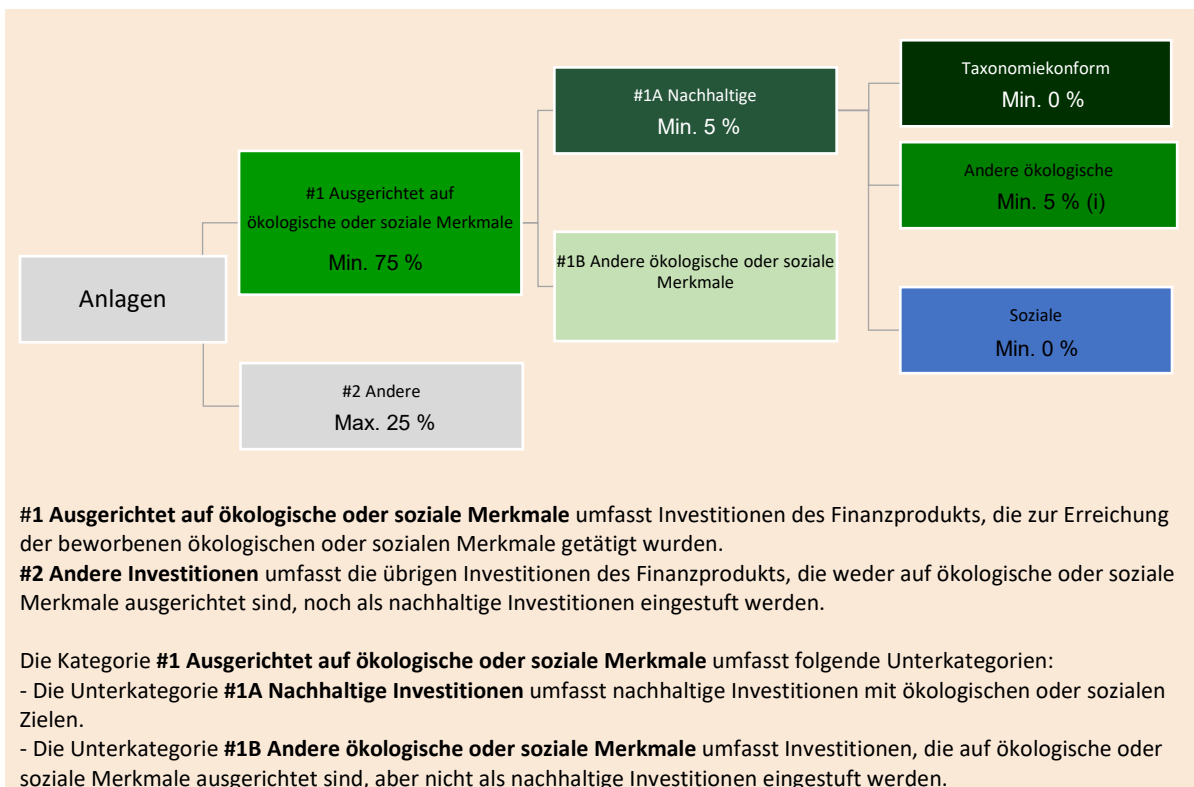 Anlagen
#1 Ausgerichtet auf
ökologische oder soziale Merkmale
Min. 75 %
#2 Andere
Max. 25 %
#1A Nachhaltige
Min. 5 %
#1B Andere ökologische oder soziale
Merkmale
Taxonomiekonform
Min. 0 %
Andere ökologische
Min. 5 % (i)
Soziale
Min. 0 %
#1 Ausgerichtet auf ökologische oder soziale Merkmale umfasst Investitionen des Finanzprodukts, die zur Erreichung
der beworbenen ökologischen oder sozialen Merkmale getätigt wurden.
#2 Andere Investitionen umfasst die übrigen Investitionen des Finanzprodukts, die weder auf ökologische oder soziale
Merkmale ausgerichtet sind, noch als nachhaltige Investitionen eingestuft werden.
Die Kategorie #1 Ausgerichtet auf ökologische oder soziale Merkmale umfasst folgende Unterkategorien:
- Die Unterkategorie #1A Nachhaltige Investitionen umfasst nachhaltige Investitionen mit ökologischen oder sozialen
Zielen.
- Die Unterkategorie #1B Andere ökologische oder soziale Merkmale umfasst Investitionen, die auf ökologische oder
soziale Merkmale ausgerichtet sind, aber nicht als nachhaltige Investitionen eingestuft werden.